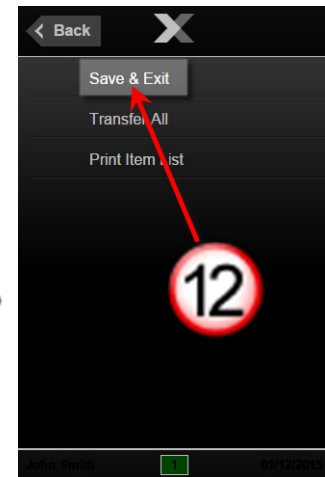 Back
Save & Exit
Transfer All
Print Item List
12
John Smith 1 01/12/2015